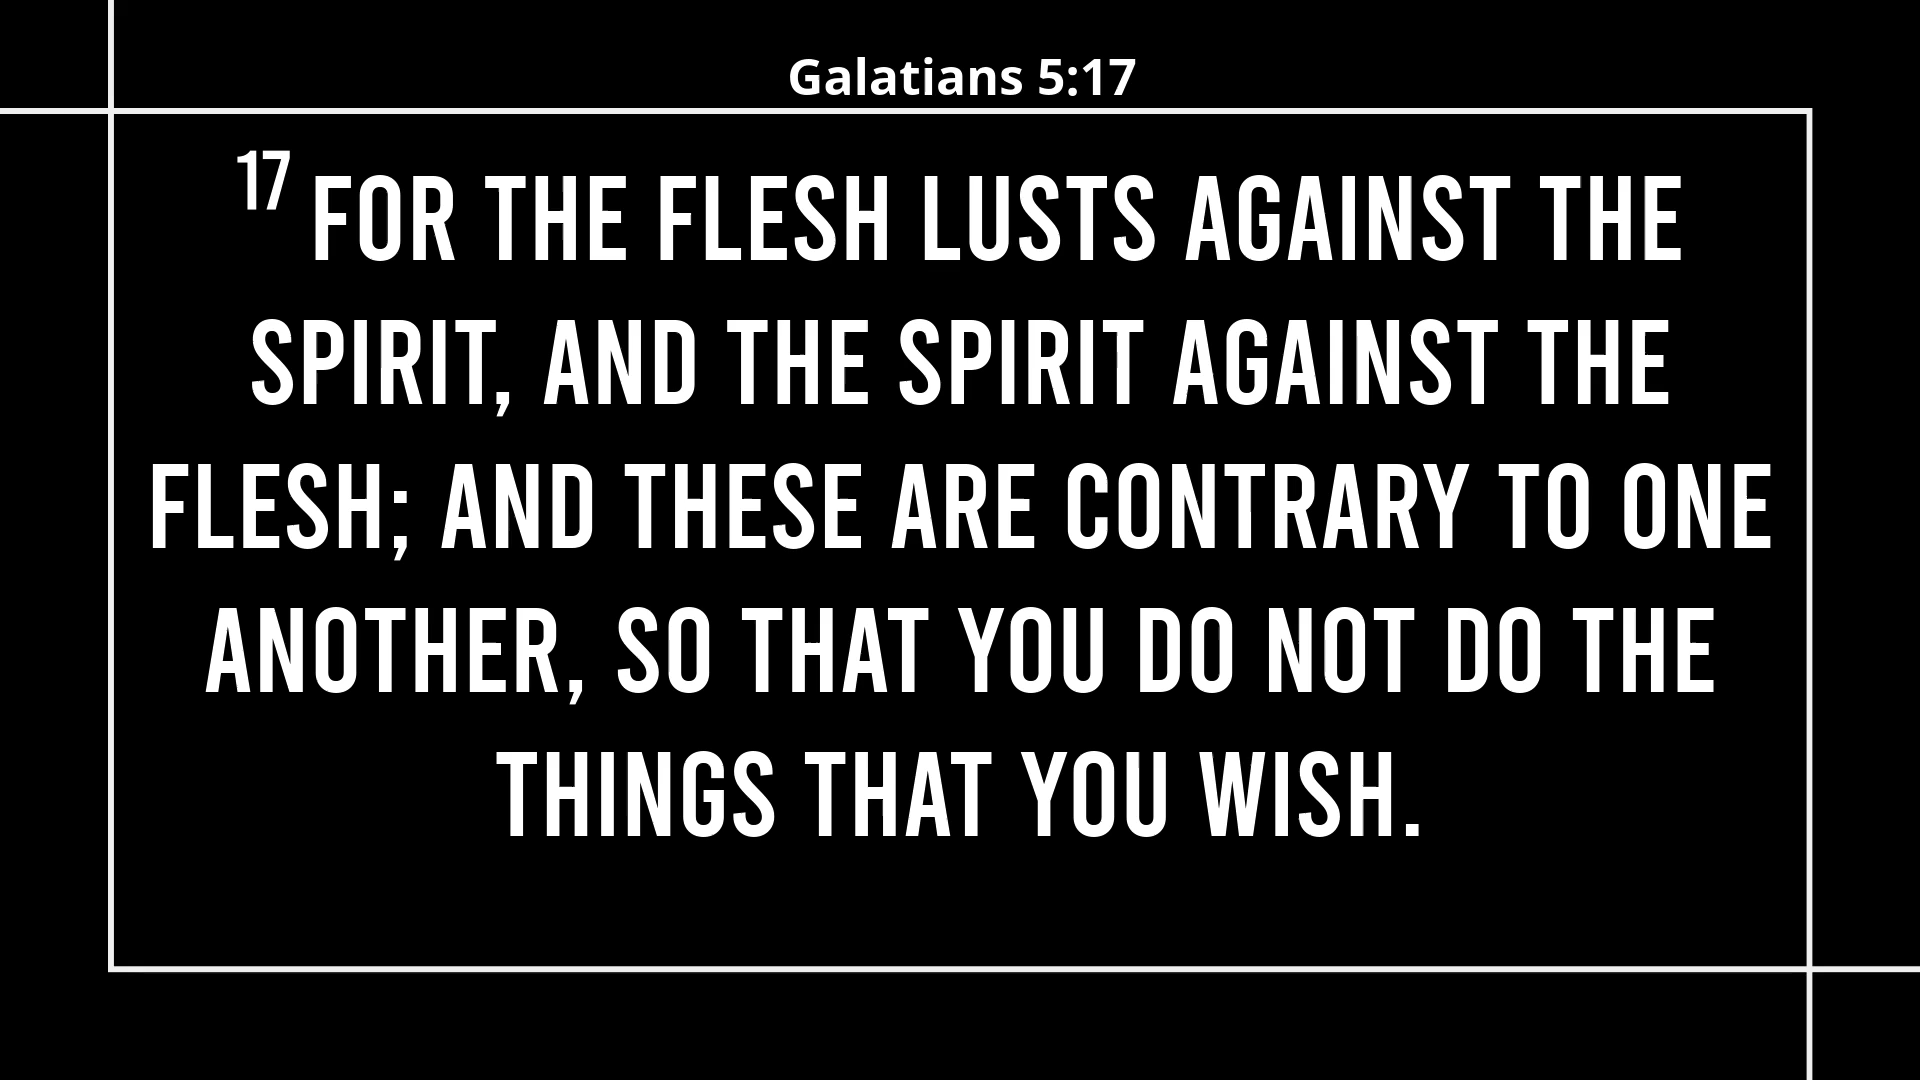 Galatians 5:17
17 FOR THE FLESH LUSTS AGAINST THE
SPIRIT, AND THE SPIRIT AGAINST THE
FLESH; AND THESE ARE CONTRARY TO ONE
ANOTHER, SO THAT YOU DO NOT DO THE
THINGS THAT YOU WISH.